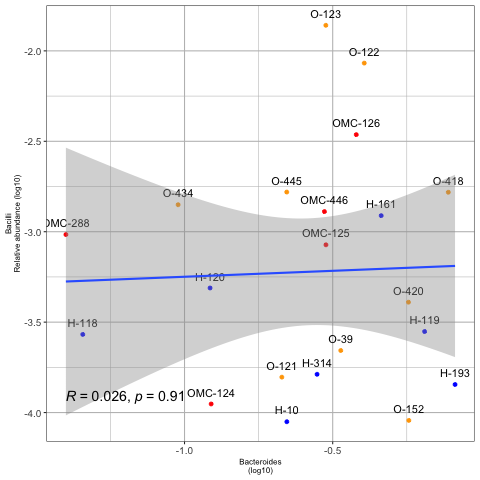 O-123
-2.0
O-122
OMC-126
-2.5
O-445
O-418
O-434
OMC-446
H-161
OMC-288
-3.0
OMC-125
H-120
O-420
H-118
H-119
-3.5
O-39
H-314
O-121
H-193
R = 0.026, p = 0.91
OMC-124
-4.0
H-10
O-152
-1.0
-0.5
Bacteroides
(log10)
Bacilli
Relative abundante (log10)